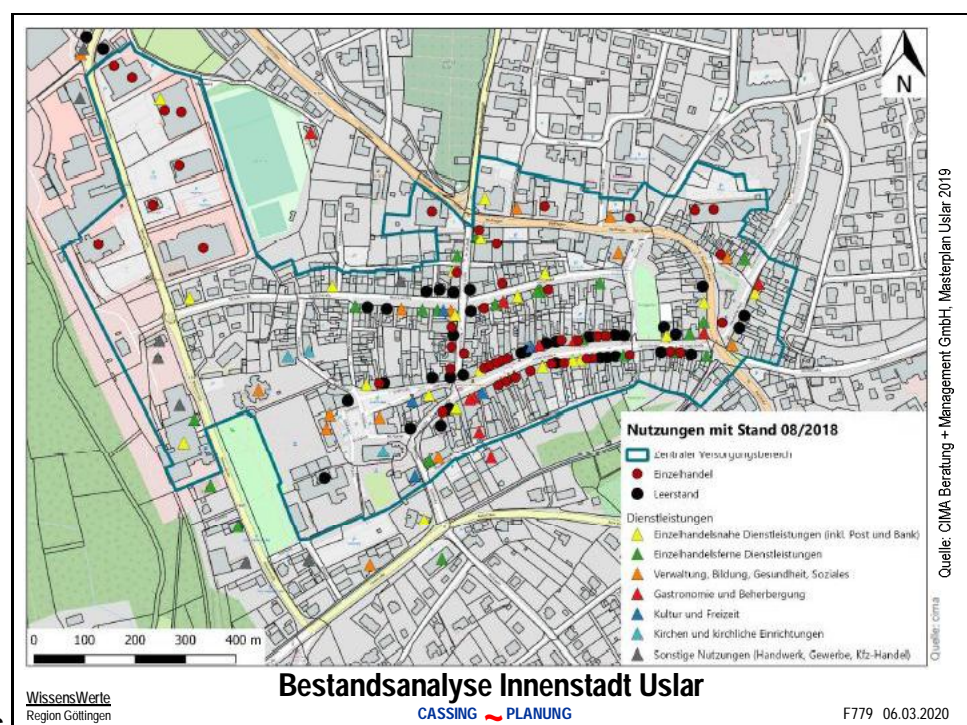 N
Nutzungen mit Stand 08/2018
Zentraler Versorgungsbereich
Einzelhandel
Leerstand
Dienstleistungen
Einzelhandelsnahe Dienstleistungen (inkl. Post und Bank)
Einzelhandelsferne Dienstleistungen
Verwaltung, Bildung, Gesundheit, Soziales
Gastronomie und Beherbergung
Kultur und Freizeit
Kirchen und kirchliche Einrichtungen
Sonstige Nutzungen (Handwerk, Gewerbe, Kfz-Handel)
0 100 200 300 400 m
Quelle: CIMA Beratung + Management GmbH, Masterplan Uslar 2019
Quelle: cima
Bestandsanalyse Innenstadt Uslar
WissensWerte
Region Göttingen
CASSING ~ PLANUNG
F779 06.03.2020